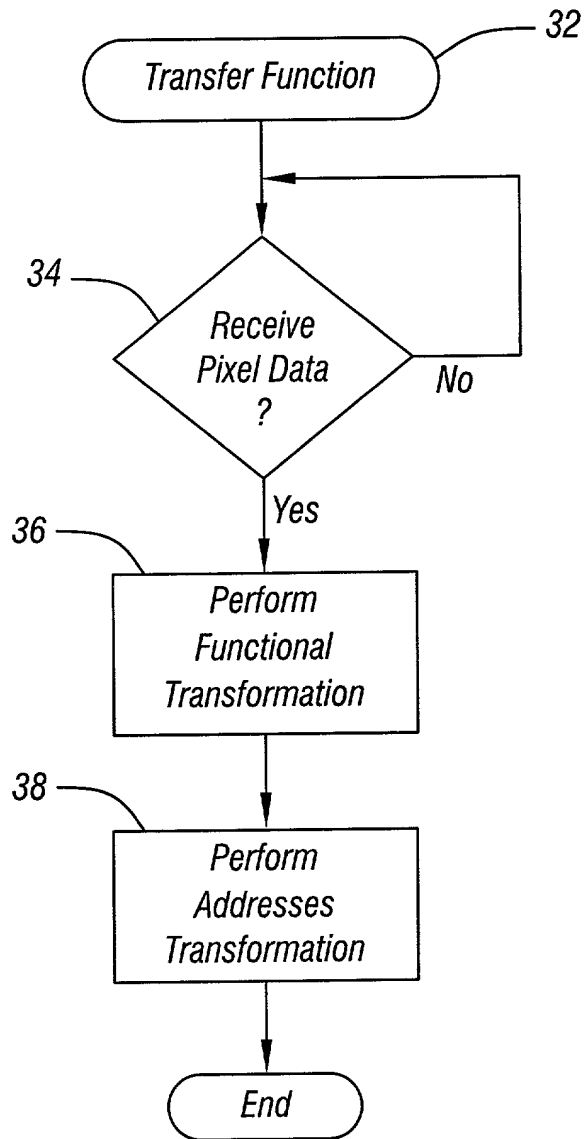 32
Transfer Function
34
Receive
Pixel Data
?
No
Yes
36
Perform
Functional
Transformation
38
Perform
Addresses
Transformation
End